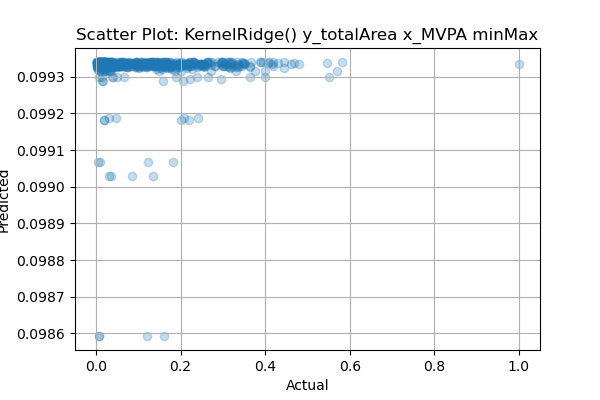 Scatter Plot: KernelRidge() y_totalArea x_MVPA minMax
0.0993
0.0992
0.0991
0.0990
0.0989
0.0988
0.0987
0.0986
Predicted
0.0 0.2 0.4 0.6 0.8 1.0
Actual